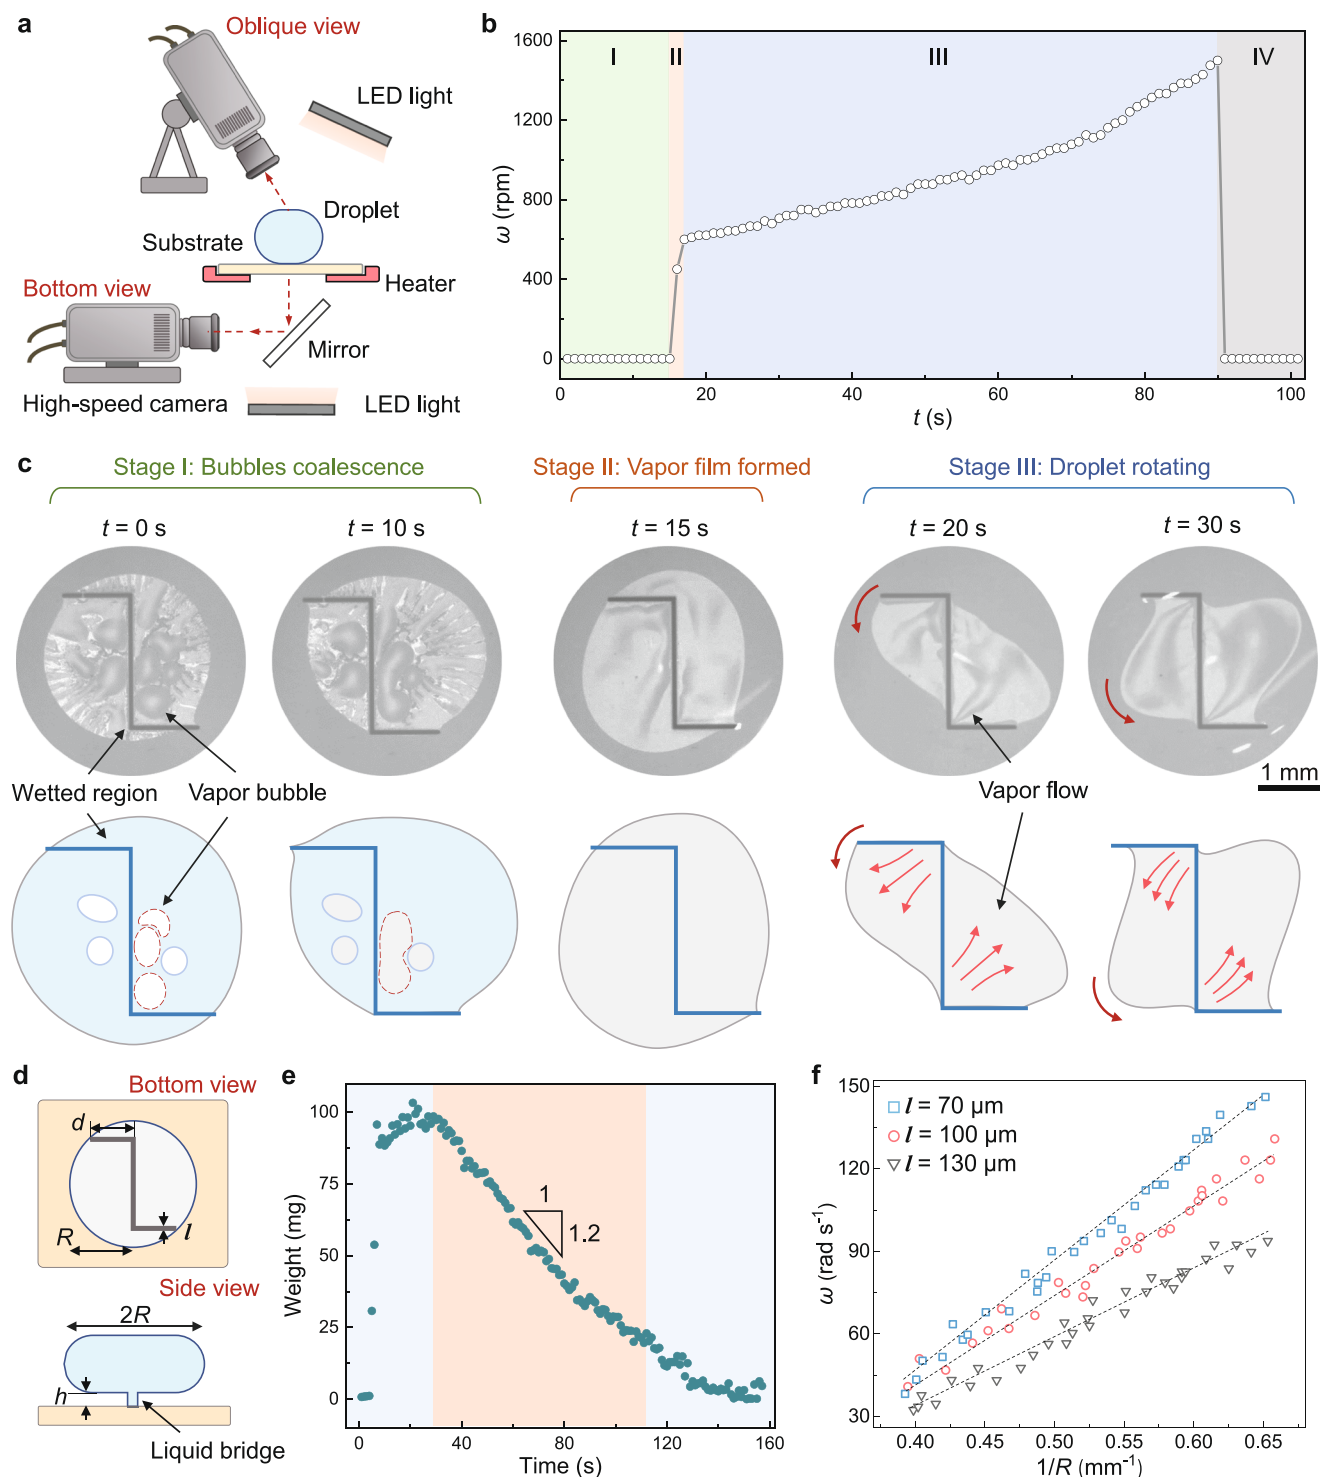 a
Oblique view
LED light
Droplet
Substrate
Heater
Bottom view
Mirror
High-speed camera
LED light
b
I II III IV
1600
1200
800
400
0
ω (rpm)
0 20 40 60 80 100
t (s)
c
Stage I: Bubbles coalescence
Stage II: Vapor film formed
Stage III: Droplet rotating
t = 0 s
t = 10 s
t = 15 s
t = 20 s
t = 30 s
1 mm
Wetted region
Vapor bubble
Vapor flow
d
Bottom view
d
R
l
Side view
2R
h
Liquid bridge
e
100
75
50
25
0
Weight (mg)
1
1.2
0 40 80 120 160
Time (s)
f
150
120
90
60
30
ω (rad s⁻¹)
l = 70 μm
l = 100 μm
l = 130 μm
0.40 0.45 0.50 0.55 0.60 0.65
1/R (mm⁻¹)